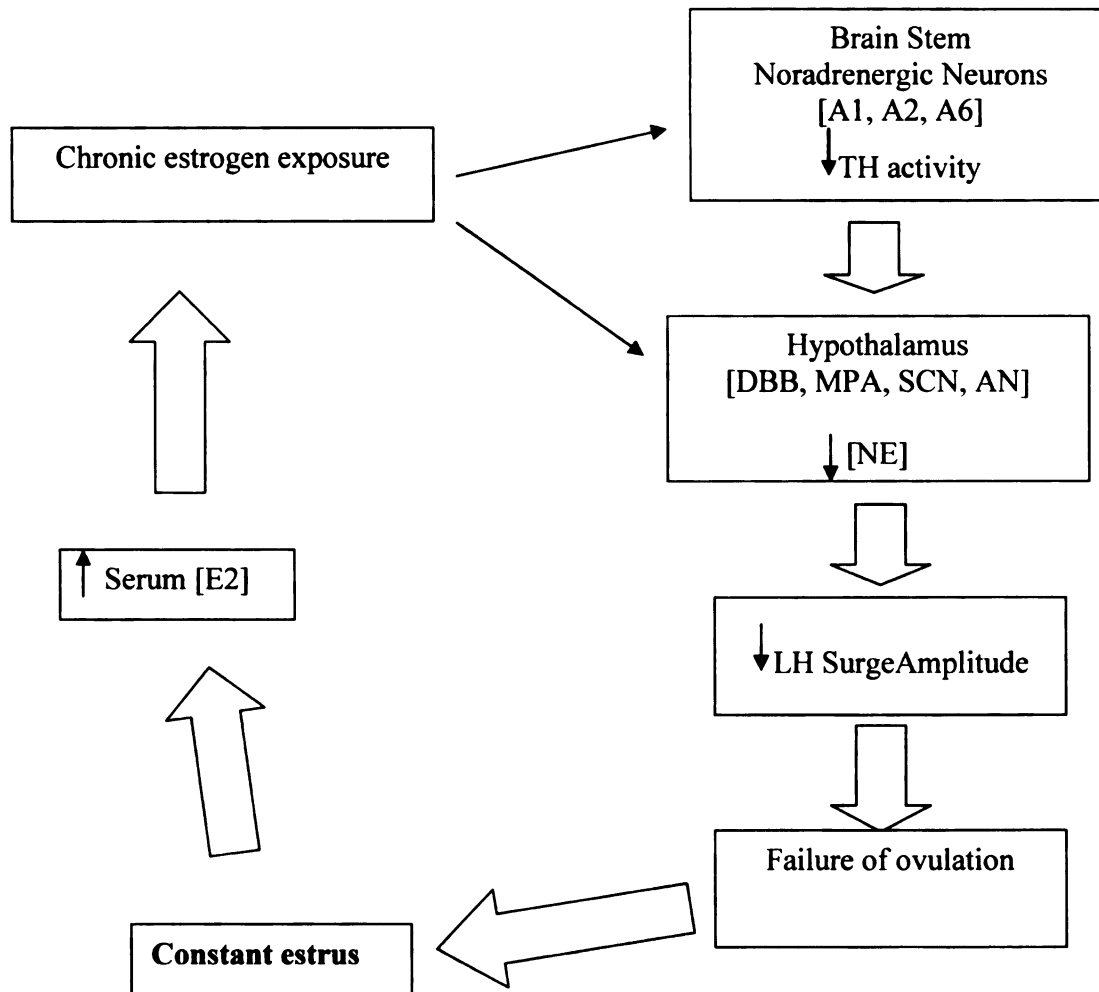 Brain Stem
Noradrenergic Neurons
[A1, A2, A6]
↓TH activity
Chronic estrogen exposure
Hypothalamus
[DBB, MPA, SCN, AN]
↓ [NE]
↑ Serum [E2]
↓LH SurgeAmplitude
Failure of ovulation
Constant estrus